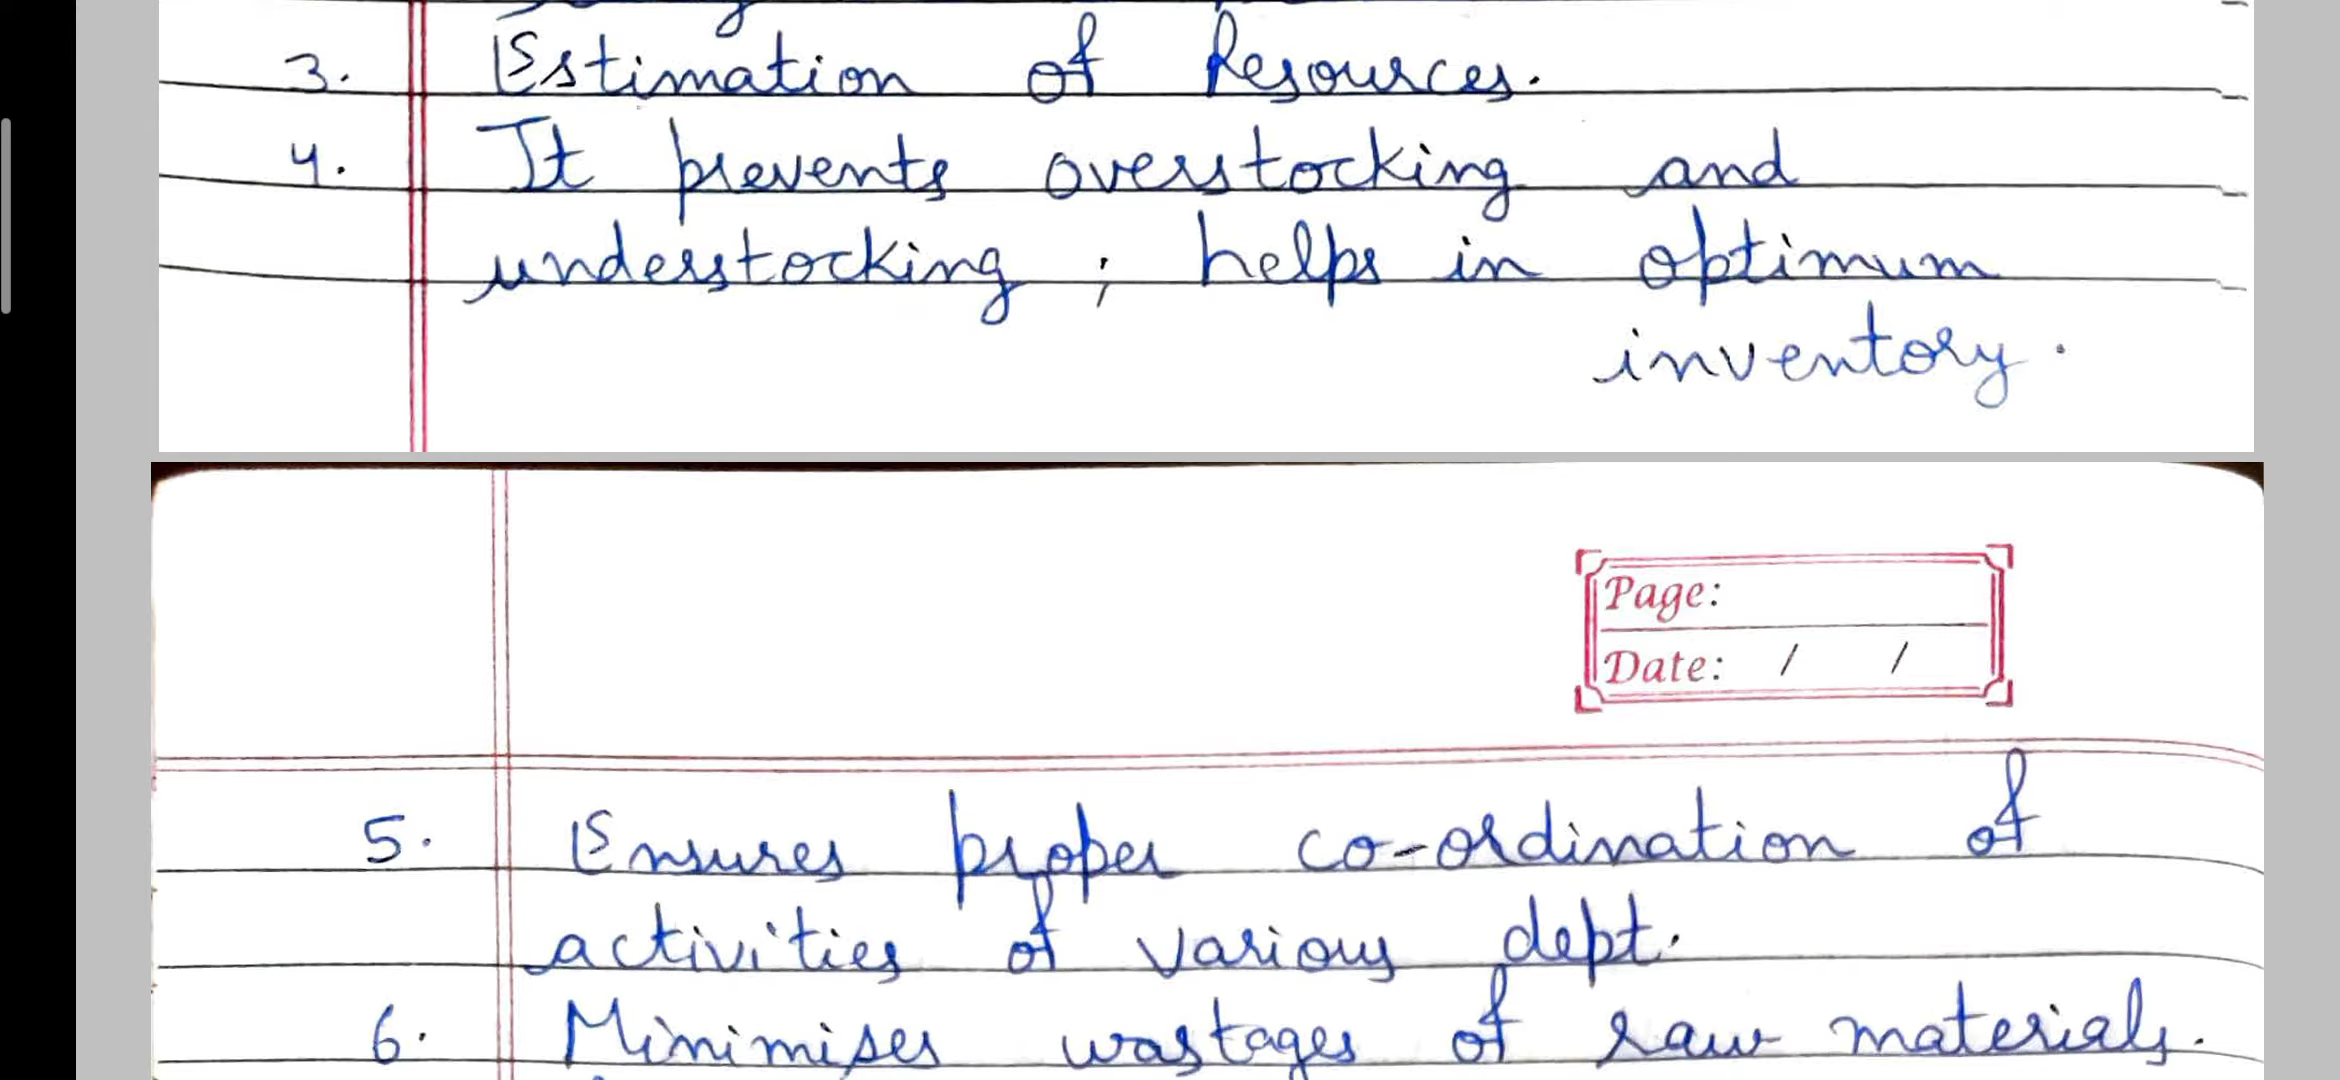 3. Estimation of Resources.
4. It prevents overstocking and
understocking ; helps in optimum
inventory.
Page:
Date: / /
5. Ensures proper co-ordination of
activities of various dept.
6. Minimises wastages of raw materials.